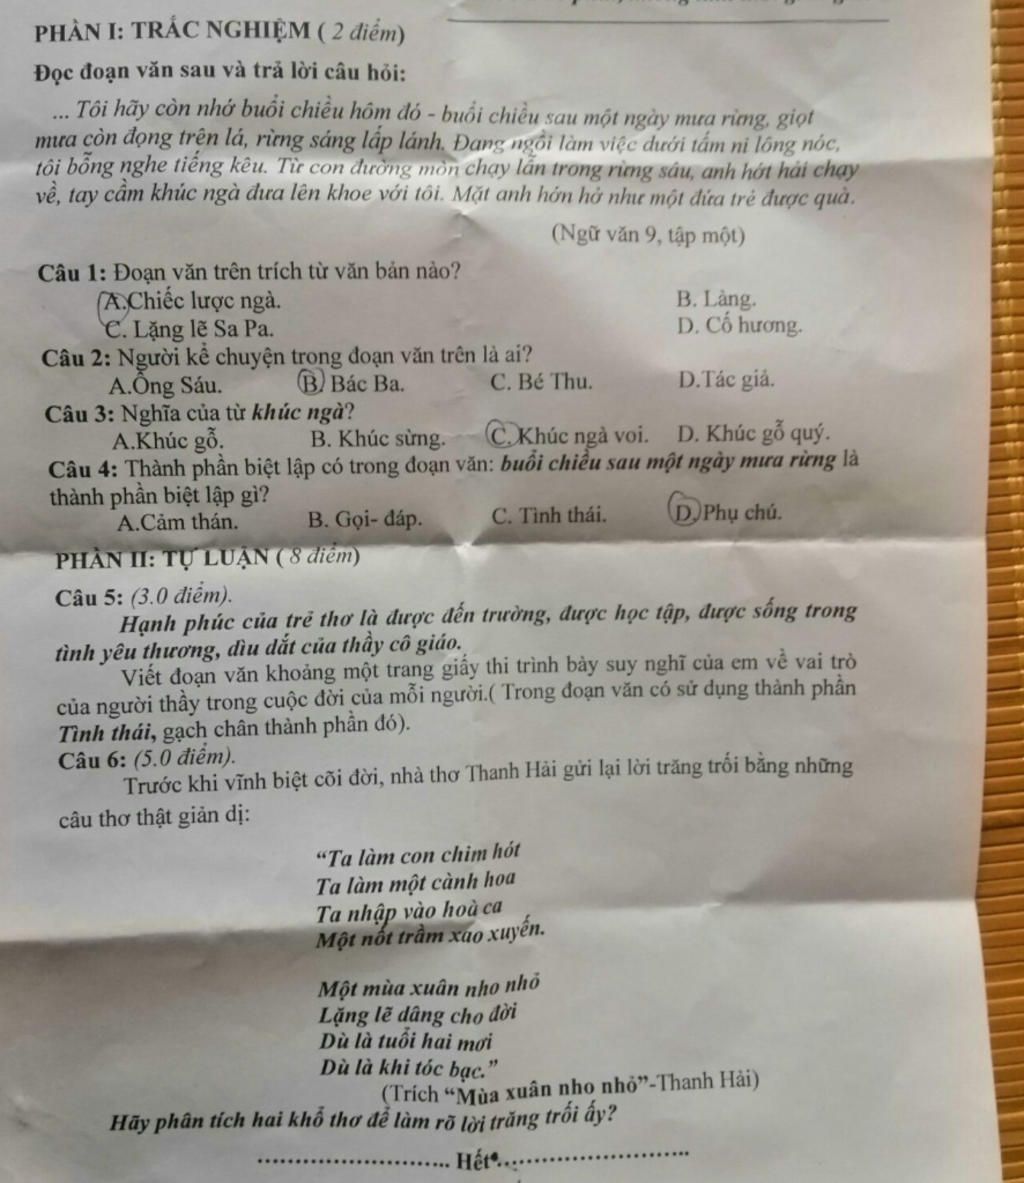 PHẦN I: TRẮC NGHIỆM ( 2 điểm)
Đọc đoạn văn sau và trả lời câu hỏi:
... Tôi hãy còn nhớ buổi chiều hôm đó - buổi chiều sau một ngày mưa rừng, giọt
mưa còn đọng trên lá, rừng sáng lấp lánh. Đang ngồi làm việc dưới tấm ni lông nóc,
tôi bỗng nghe tiếng kêu. Từ con đường mòn chạy lẫn trong rừng sâu, anh hớt hải chạy
về, tay cầm khúc ngà đưa lên khoe với tôi. Mặt anh hớn hở như một đứa trẻ được quà.
(Ngữ văn 9, tập một)
Câu 1: Đoạn văn trên trích từ văn bản nào?
A.Chiếc lược ngà. B. Làng.
C. Lặng lẽ Sa Pa. D. Cố hương.
Câu 2: Người kể chuyện trong đoạn văn trên là ai?
A.Ông Sáu. B. Bác Ba. C. Bé Thu. D.Tác giả.
Câu 3: Nghĩa của từ khúc ngà?
A.Khúc gỗ. B. Khúc sừng. C. Khúc ngà voi. D. Khúc gỗ quý.
Câu 4: Thành phần biệt lập có trong đoạn văn: buổi chiều sau một ngày mưa rừng là
thành phần biệt lập gì?
A.Cảm thán. B. Gọi- đáp. C. Tình thái. D.Phụ chú.
PHẦN II: TỰ LUẬN ( 8 điểm)
Câu 5: (3.0 điểm).
Hạnh phúc của trẻ thơ là được đến trường, được học tập, được sống trong
tình yêu thương, dìu dắt của thầy cô giáo.
Viết đoạn văn khoảng một trang giấy thi trình bày suy nghĩ của em về vai trò
của người thầy trong cuộc đời của mỗi người.( Trong đoạn văn có sử dụng thành phần
Tình thái, gạch chân thành phần đó).
Câu 6: (5.0 điểm).
Trước khi vĩnh biệt cõi đời, nhà thơ Thanh Hải gửi lại lời trăng trối bằng những
câu thơ thật giản dị:
“Ta làm con chim hót
Ta làm một cành hoa
Ta nhập vào hoà ca
Một nốt trầm xao xuyến.
Một mùa xuân nho nhỏ
Lặng lẽ dâng cho đời
Dù là tuổi hai mươi
Dù là khi tóc bạc.”
(Trích “Mùa xuân nho nhỏ”-Thanh Hải)
Hãy phân tích hai khổ thơ để làm rõ lời trăng trối ấy?
.......................... Hết..........................